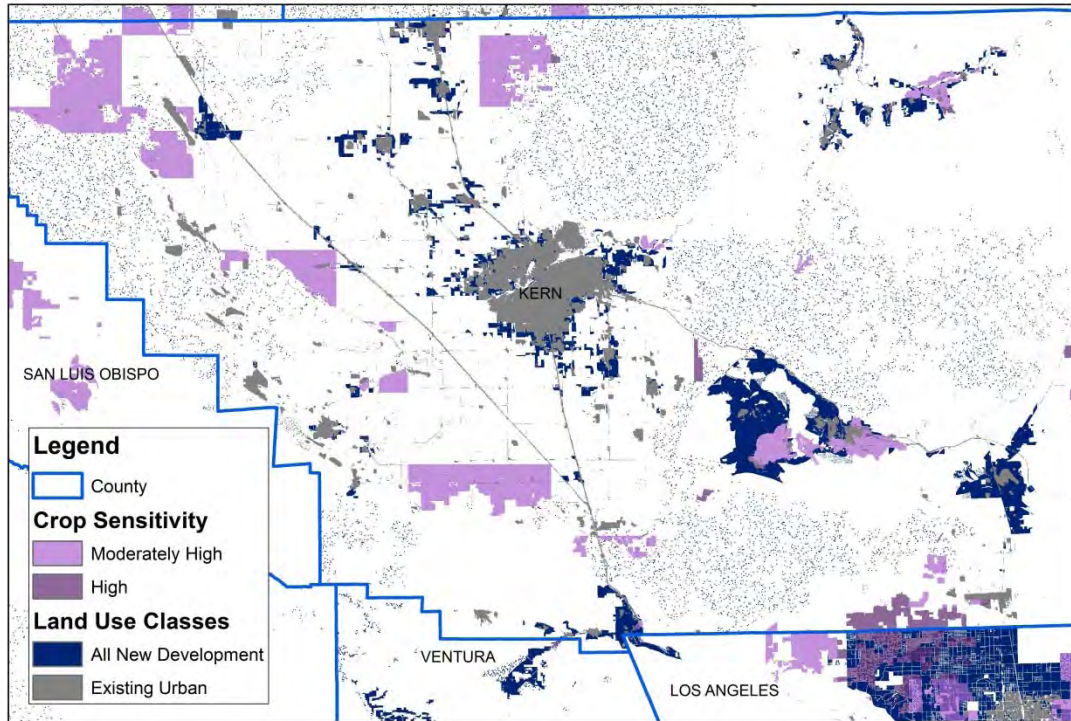 KERN
SAN LUIS OBISPO
Legend
County
Crop Sensitivity
Moderately High
High
Land Use Classes
All New Development
Existing Urban
VENTURA
LOS ANGELES